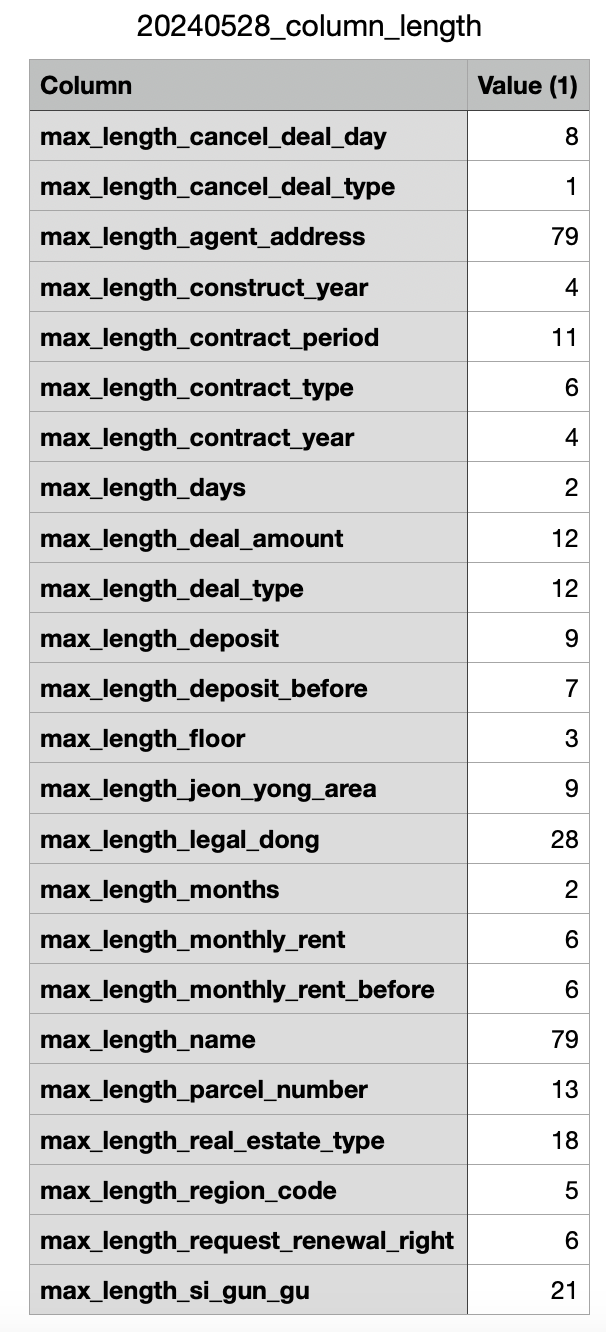 20240528_column_length
Column Value (1)
max_length_cancel_deal_day 8
max_length_cancel_deal_type 1
max_length_agent_address 79
max_length_construct_year 4
max_length_contract_period 11
max_length_contract_type 6
max_length_contract_year 4
max_length_days 2
max_length_deal_amount 12
max_length_deal_type 12
max_length_deposit 9
max_length_deposit_before 7
max_length_floor 3
max_length_jeon_yong_area 9
max_length_legal_dong 28
max_length_months 2
max_length_monthly_rent 6
max_length_monthly_rent_before 6
max_length_name 79
max_length_parcel_number 13
max_length_real_estate_type 18
max_length_region_code 5
max_length_request_renewal_right 6
max_length_si_gun_gu 21